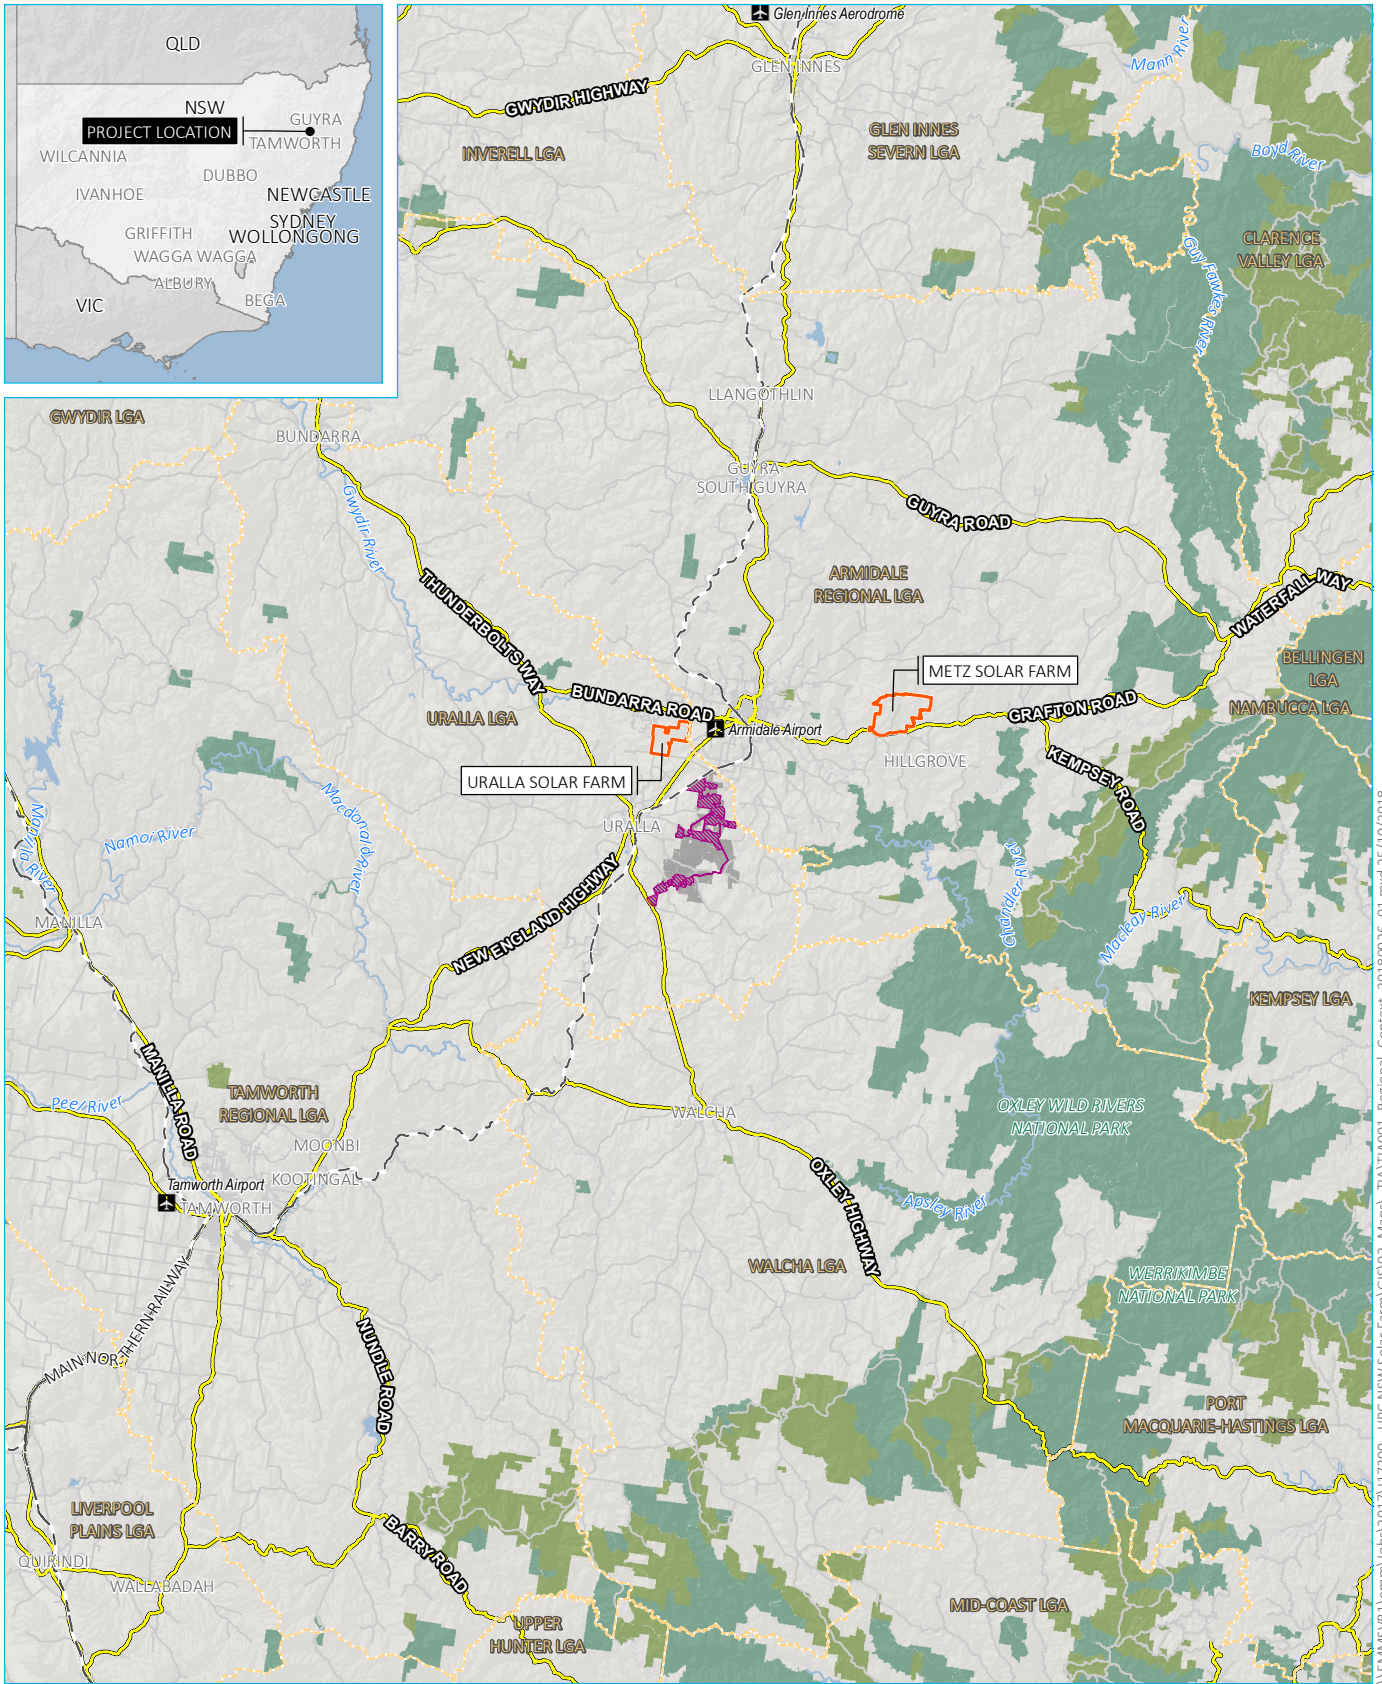 QLD
NSW
GUYRA
PROJECT LOCATION
TAMWORTH
WILCANNIA
DUBBO
IVANHOE
NEWCASTLE
SYDNEY
GRIFFITH
WOLLONGONG
WAGGA WAGGA
ALBURY
BEGA
VIC
Glen Innes Aerodrome
GLEN INNES
Mann River
GWYDIR HIGHWAY
INVERELL LGA
GLEN INNES
SEVERN LGA
Boyd River
CLARENCE
VALLEY LGA
Guy Fawkes River
LLANGOTHLIN
GWYDIR LGA
BUNDARRA
GUYRA
SOUTH GUYRA
Gwydir River
GUYRA ROAD
THUNDERBOLTS WAY
ARMIDALE
REGIONAL LGA
WATERFALL WAY
BELLINGEN
LGA
NAMBUCCA LGA
METZ SOLAR FARM
BUNDARRA ROAD
GRAFTON ROAD
URALLA LGA
Armidale Airport
HILLGROVE
KEMPSEY ROAD
URALLA SOLAR FARM
URALLA
Macdonald River
Namoi River
Manilla River
MANILLA
NEW ENGLAND HIGHWAY
Chandler River
Macleay River
KEMPSEY LGA
MANILLA ROAD
TAMWORTH
REGIONAL LGA
Peel River
WALCHA
OXLEY WILD RIVERS
NATIONAL PARK
MOONBI
KOOTINGAL
Tamworth Airport
TAMWORTH
OXLEY HIGHWAY
Apsley River
WALCHA LGA
WERRIKIMBE
NATIONAL PARK
MAIN NORTHERN RAILWAY
NUNDLE ROAD
PORT
MACQUARIE-HASTINGS LGA
LIVERPOOL
PLAINS LGA
BARRY ROAD
QUIRINDI
WALLABADAH
MID-COAST LGA
UPPER
HUNTER LGA